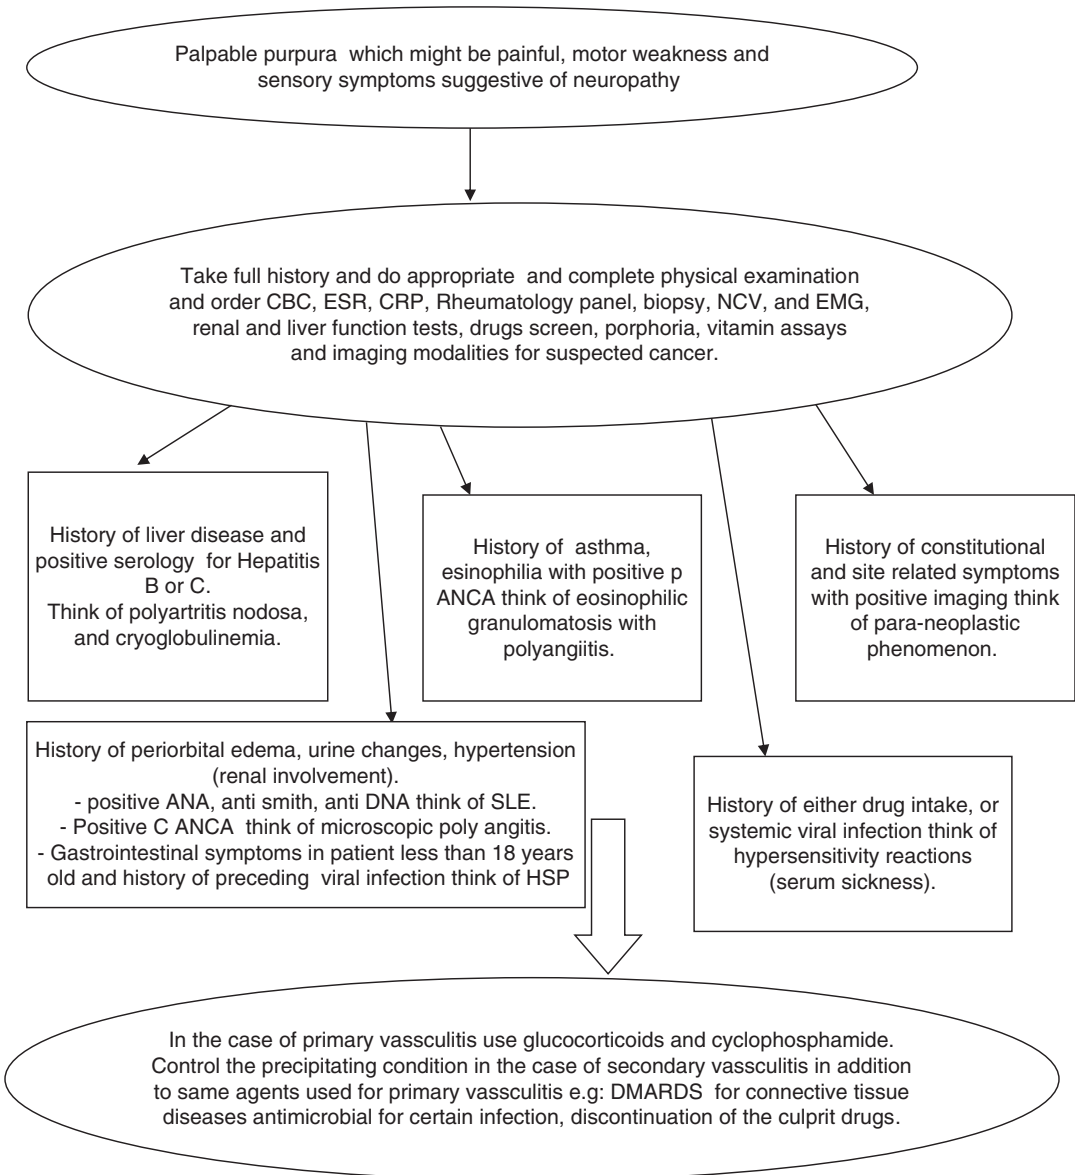 Palpable purpura which might be painful, motor weakness and
sensory symptoms suggestive of neuropathy
Take full history and do appropriate and complete physical examination
and order CBC, ESR, CRP, Rheumatology panel, biopsy, NCV, and EMG,
renal and liver function tests, drugs screen, porphoria, vitamin assays
and imaging modalities for suspected cancer.
History of liver disease and
positive serology for Hepatitis
B or C.
Think of polyartritis nodosa,
and cryoglobulinemia.
History of asthma,
esinophilia with positive p
ANCA think of eosinophilic
granulomatosis with
polyangiitis.
History of constitutional
and site related symptoms
with positive imaging think
of para-neoplastic
phenomenon.
History of periorbital edema, urine changes, hypertension
(renal involvement).
- positive ANA, anti smith, anti DNA think of SLE.
- Positive C ANCA think of microscopic poly angitis.
- Gastrointestinal symptoms in patient less than 18 years
old and history of preceding viral infection think of HSP
History of either drug intake, or
systemic viral infection think of
hypersensitivity reactions
(serum sickness).
In the case of primary vasculitis use glucocorticoids and cyclophosphamide.
Control the precipitating condition in the case of secondary vassculitis in addition
to same agents used for primary vassculitis e.g: DMARDS for connective tissue
diseases antimicrobial for certain infection, discontinuation of the culprit drugs.